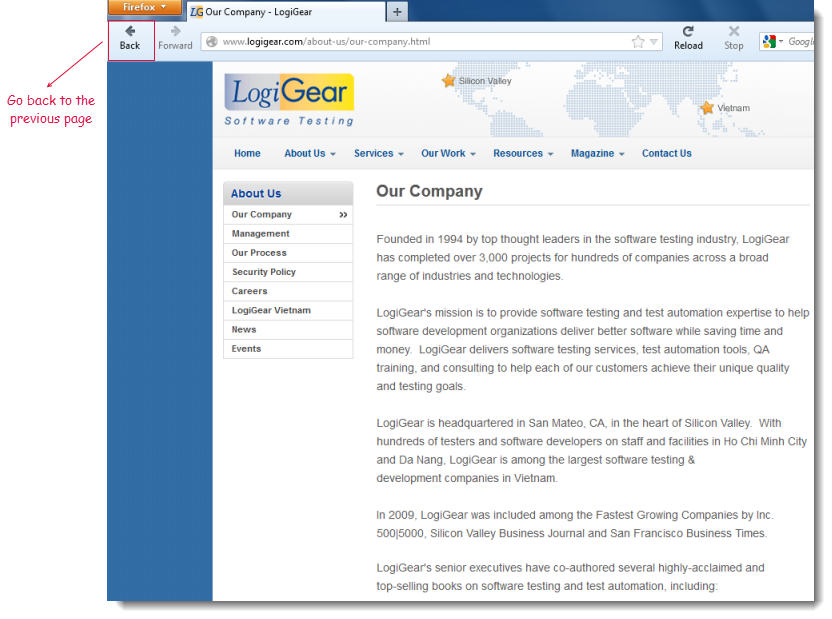 Firefox
LG Our Company - LogiGear
+
Back
Forward
www.logigear.com/about-us/our-company.html
Reload
Stop
Go back to the
previous page
LogiGear
Software Testing
Silicon Valley
Vietnam
Home About Us Services Our Work Resources Magazine Contact Us
About Us
Our Company »
Management
Our Process
Security Policy
Careers
LogiGear Vietnam
News
Events
Our Company
Founded in 1994 by top thought leaders in the software testing industry, LogiGear
has completed over 3,000 projects for hundreds of companies across a broad
range of industries and technologies.
LogiGear's mission is to provide software testing and test automation expertise to help
software development organizations deliver better software while saving time and
money.  LogiGear delivers software testing services, test automation tools, QA
training, and consulting to help each of our customers achieve their unique quality
and testing goals.
LogiGear is headquartered in San Mateo, CA, in the heart of Silicon Valley.  With
hundreds of testers and software developers on staff and facilities in Ho Chi Minh City
and Da Nang, LogiGear is among the largest software testing &
development companies in Vietnam.
In 2009, LogiGear was included among the Fastest Growing Companies by Inc.
500|5000, Silicon Valley Business Journal and San Francisco Business Times.
LogiGear's senior executives have co-authored several highly-acclaimed and
top-selling books on software testing and test automation, including: